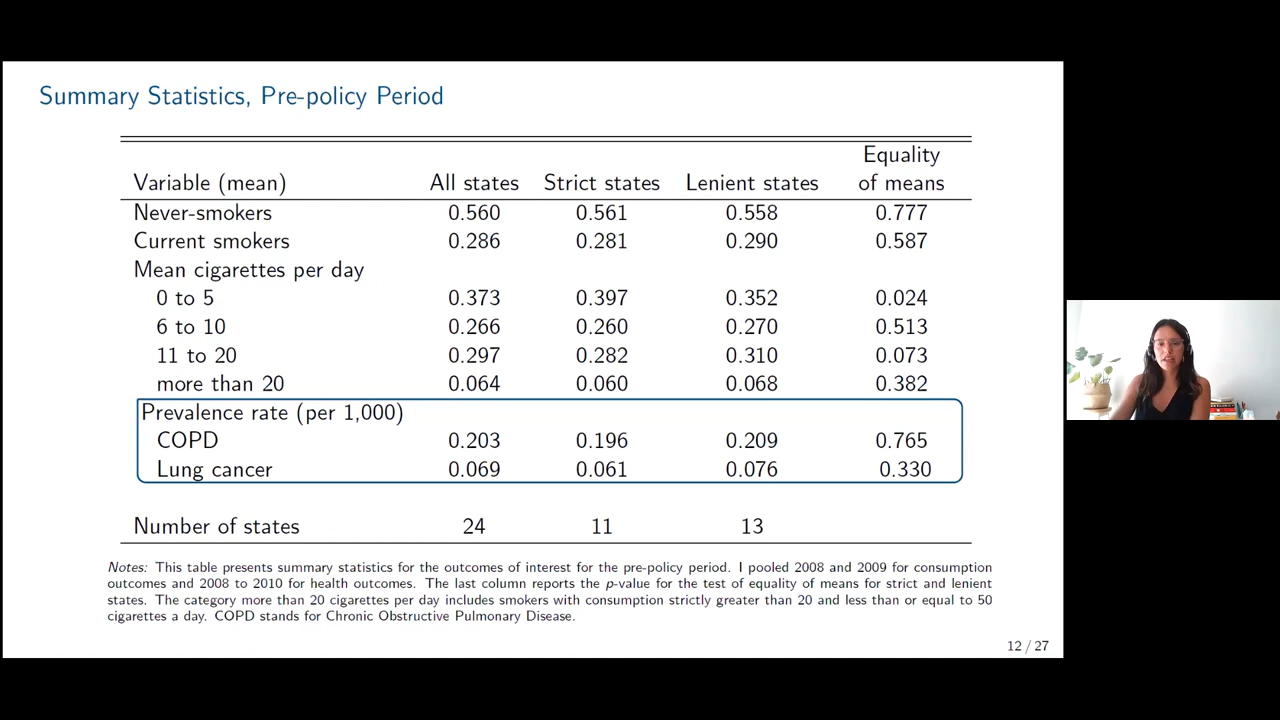 Summary Statistics, Pre-policy Period
Equality
Variable (mean) All states Strict states Lenient states of means
Never-smokers 0.560 0.561 0.558 0.777
Current smokers 0.286 0.281 0.290 0.587
Mean cigarettes per day
0 to 5 0.373 0.397 0.352 0.024
6 to 10 0.266 0.260 0.270 0.513
11 to 20 0.297 0.282 0.310 0.073
more than 20 0.064 0.060 0.068 0.382
Prevalence rate (per 1,000)
COPD 0.203 0.196 0.209 0.765
Lung cancer 0.069 0.061 0.076 0.330
Number of states 24 11 13
Notes: This table presents summary statistics for the outcomes of interest for the pre-policy period. I pooled 2008 and 2009 for consumption
outcomes and 2008 to 2010 for health outcomes. The last column reports the p-value for the test of equality of means for strict and lenient
states. The category more than 20 cigarettes per day includes smokers with consumption strictly greater than 20 and less than or equal to 50
cigarettes a day. COPD stands for Chronic Obstructive Pulmonary Disease.
12 / 27